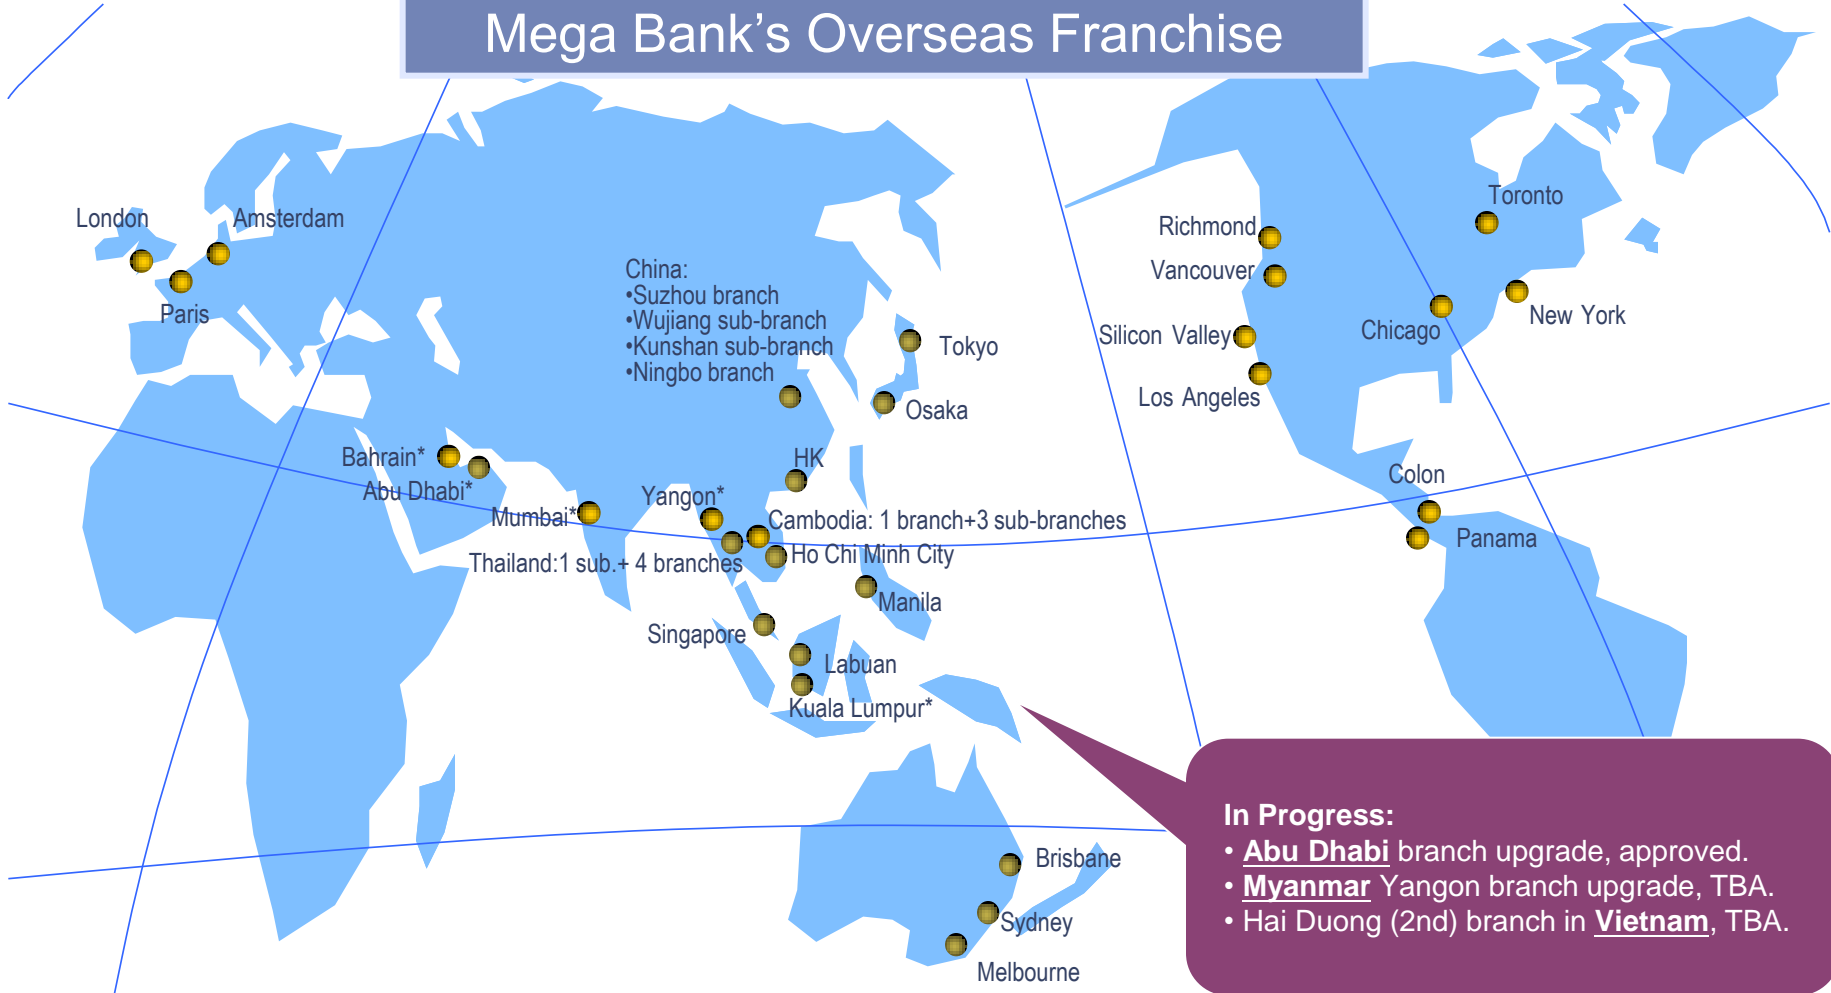 Mega Bank's Overseas Franchise
London
Amsterdam
Paris
China:
•Suzhou branch
•Wujiang sub-branch
•Kunshan sub-branch
•Ningbo branch
Tokyo
Osaka
Richmond
Vancouver
Silicon Valley
Los Angeles
Toronto
Chicago
New York
Colon
Panama
Bahrain*
Abu Dhabi*
Mumbai*
HK
Yangon*
Cambodia: 1 branch+3 sub-branches
Thailand:1 sub.+ 4 branches
Ho Chi Minh City
Manila
Singapore
Labuan
Kuala Lumpur*
Brisbane
Sydney
Melbourne
In Progress:
• Abu Dhabi branch upgrade, approved.
• Myanmar Yangon branch upgrade, TBA.
• Hai Duong (2nd) branch in Vietnam, TBA.